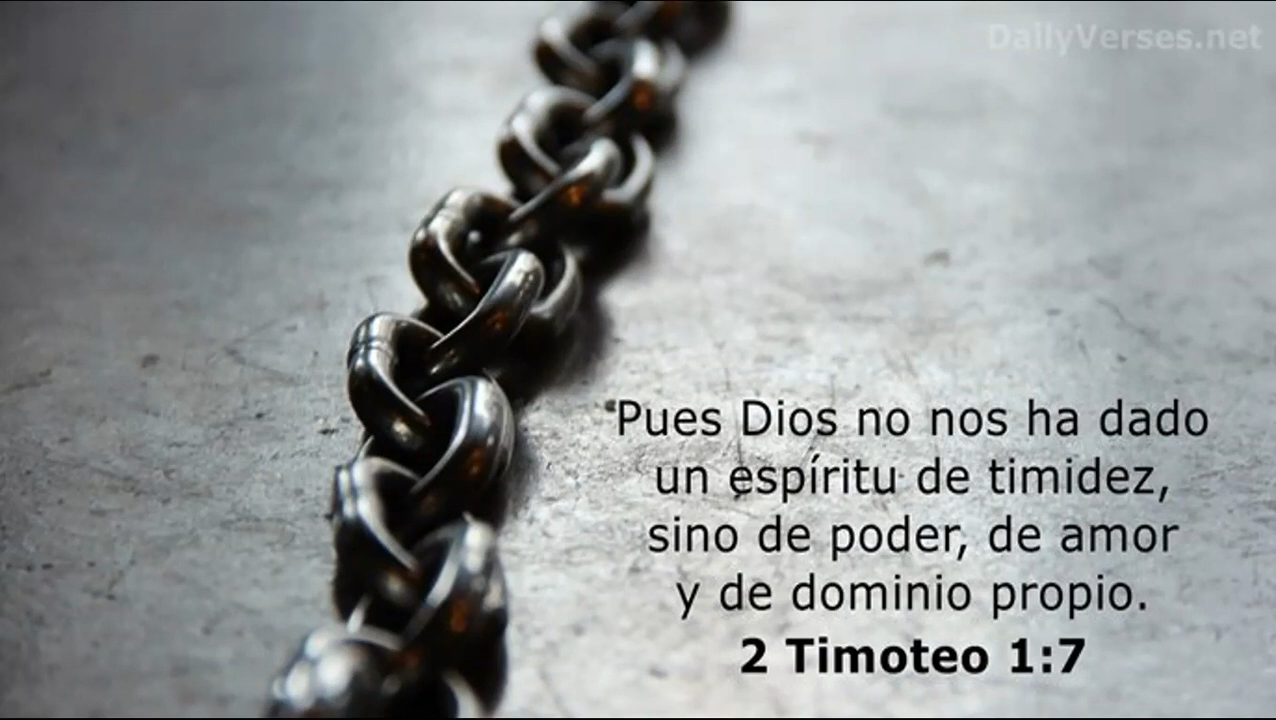 DailyVerses.net
Pues Dios no nos ha dado
un espíritu de timidez,
sino de poder, de amor
y de dominio propio.
2 Timoteo 1:7